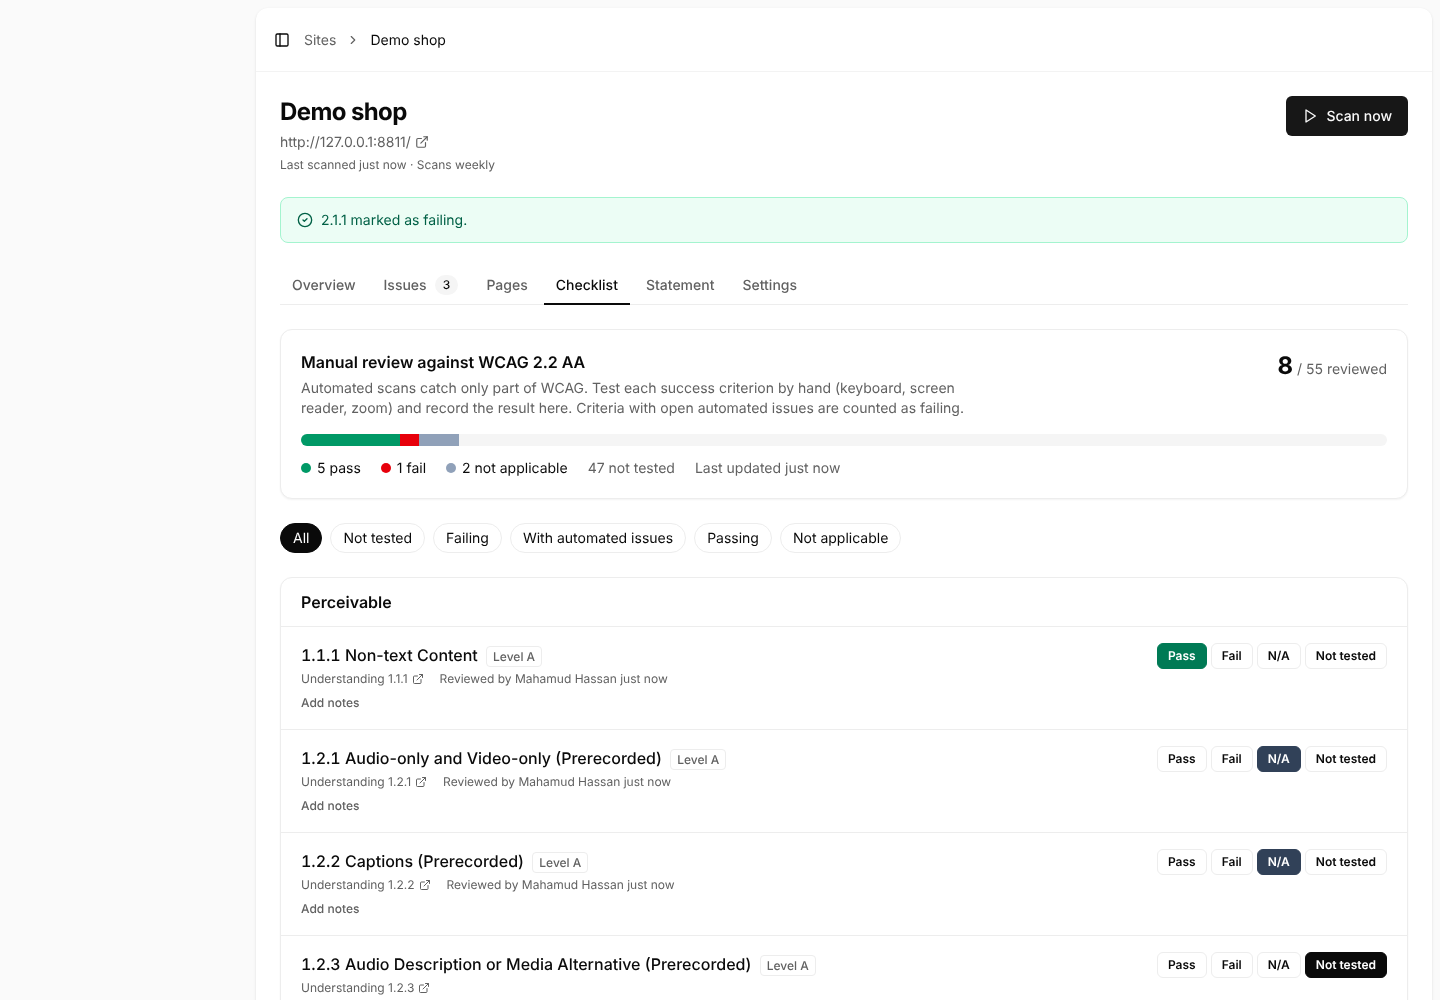 Sites > Demo shop
Demo shop
Scan now
http://127.0.0.1:8811/
Last scanned just now · Scans weekly
2.1.1 marked as failing.
Overview Issues 3 Pages Checklist Statement Settings
Manual review against WCAG 2.2 AA
8 / 55 reviewed
Automated scans catch only part of WCAG. Test each success criterion by hand (keyboard, screen
reader, zoom) and record the result here. Criteria with open automated issues are counted as failing.
5 pass 1 fail 2 not applicable 47 not tested Last updated just now
All Not tested Failing With automated issues Passing Not applicable
Perceivable
1.1.1 Non-text Content Level A Pass Fail N/A Not tested
Understanding 1.1.1 Reviewed by Mahamud Hassan just now
Add notes
1.2.1 Audio-only and Video-only (Prerecorded) Level A Pass Fail N/A Not tested
Understanding 1.2.1 Reviewed by Mahamud Hassan just now
Add notes
1.2.2 Captions (Prerecorded) Level A Pass Fail N/A Not tested
Understanding 1.2.2 Reviewed by Mahamud Hassan just now
Add notes
1.2.3 Audio Description or Media Alternative (Prerecorded) Level A Pass Fail N/A Not tested
Understanding 1.2.3